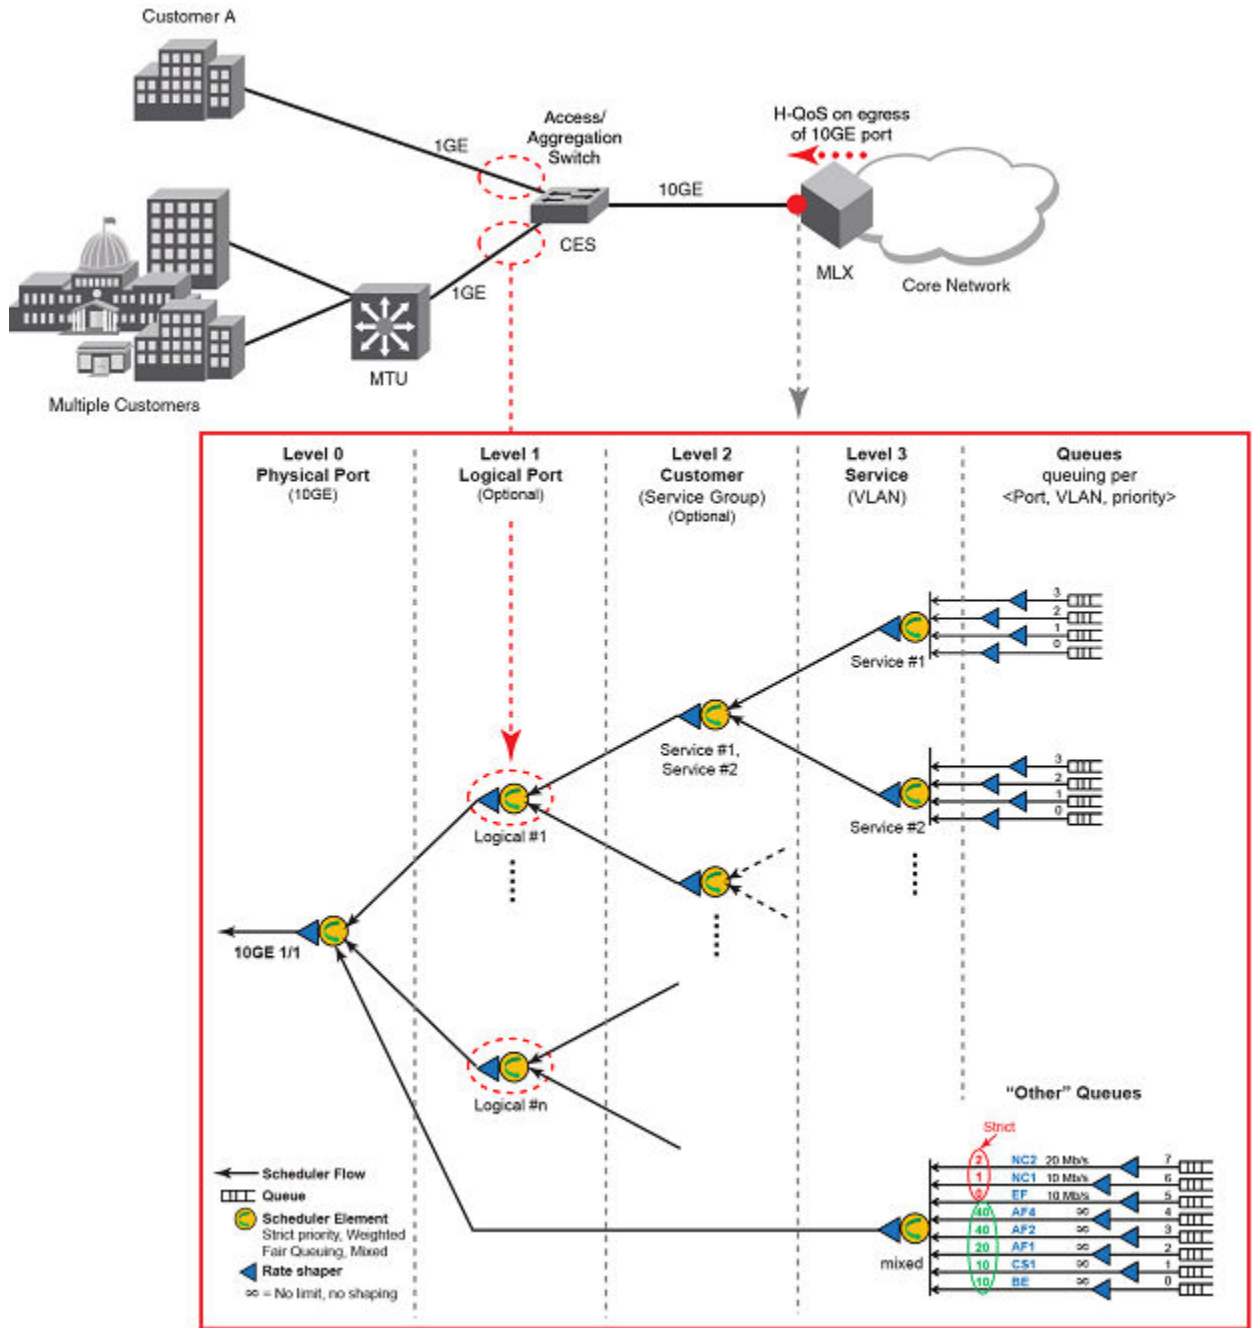 Customer A
Access/
Aggregation
Switch
H-QoS on egress
of 10GE port
1GE
10GE
CES
MLX
Core Network
1GE
MTU
Multiple Customers
Level 0
Physical Port
(10GE)
Level 1
Logical Port
(Optional)
Level 2
Customer
(Service Group)
(Optional)
Level 3
Service
(VLAN)
Queues
queuing per
<Port, VLAN, priority>
3
2
1
0
Service #1
Service #1,
Service #2
3
2
1
0
Service #2
Logical #1
10GE 1/1
Logical #n
"Other" Queues
Strict
2 NC2 20 Mb/s 7
1 NC1 10 Mb/s 6
0 EF 10 Mb/s 5
40 AF4 ∞ 4
40 AF2 ∞ 3
20 AF1 ∞ 2
10 CS1 ∞ 1
10 BE ∞ 0
mixed
Scheduler Flow
Queue
Scheduler Element
Strict priority, Weighted
Fair Queuing, Mixed
Rate shaper
∞ = No limit, no shaping